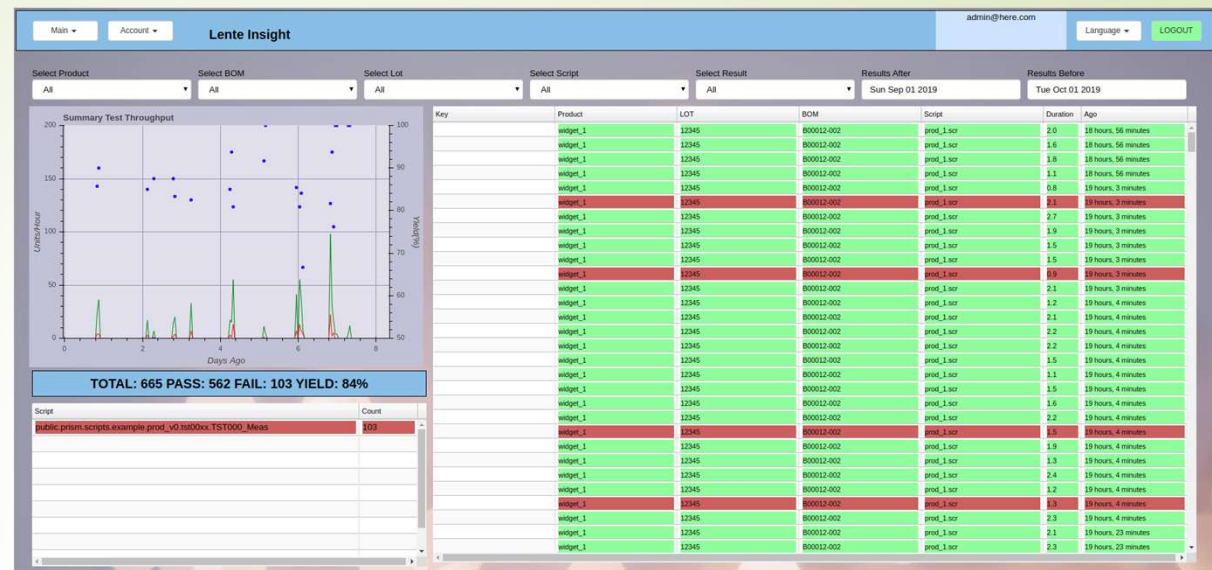 admin@here.com
Main Account Lente Insight Language LOGOUT
Select Product Select BOM Select Lot Select Script Select Result Results After Results Before
All All All All All Sun Sep 01 2019 Tue Oct 01 2019
Summary Test Throughput
200 100
150 90
80
100
70
50 60
0 50
Units/Hour
Yield(%)
0 2 4 6 8
Days Ago
TOTAL: 665 PASS: 562 FAIL: 103 YIELD: 84%
Script Count
public.prism.scripts.example.prod_v0.tst00xx.TST000_Meas 103
Key Product LOT BOM Script Duration Ago
widget_1 12345 B00012-002 prod_1.scr 2.0 18 hours, 56 minutes
widget_1 12345 B00012-002 prod_1.scr 1.6 18 hours, 56 minutes
widget_1 12345 B00012-002 prod_1.scr 1.8 18 hours, 56 minutes
widget_1 12345 B00012-002 prod_1.scr 1.1 18 hours, 56 minutes
widget_1 12345 B00012-002 prod_1.scr 0.8 19 hours, 3 minutes
widget_1 12345 B00012-002 prod_1.scr 2.1 19 hours, 3 minutes
widget_1 12345 B00012-002 prod_1.scr 2.7 19 hours, 3 minutes
widget_1 12345 B00012-002 prod_1.scr 1.9 19 hours, 3 minutes
widget_1 12345 B00012-002 prod_1.scr 1.5 19 hours, 3 minutes
widget_1 12345 B00012-002 prod_1.scr 1.5 19 hours, 3 minutes
widget_1 12345 B00012-002 prod_1.scr 0.9 19 hours, 3 minutes
widget_1 12345 B00012-002 prod_1.scr 2.1 19 hours, 3 minutes
widget_1 12345 B00012-002 prod_1.scr 1.2 19 hours, 4 minutes
widget_1 12345 B00012-002 prod_1.scr 2.1 19 hours, 4 minutes
widget_1 12345 B00012-002 prod_1.scr 2.2 19 hours, 4 minutes
widget_1 12345 B00012-002 prod_1.scr 2.2 19 hours, 4 minutes
widget_1 12345 B00012-002 prod_1.scr 1.5 19 hours, 4 minutes
widget_1 12345 B00012-002 prod_1.scr 1.1 19 hours, 4 minutes
widget_1 12345 B00012-002 prod_1.scr 1.5 19 hours, 4 minutes
widget_1 12345 B00012-002 prod_1.scr 1.6 19 hours, 4 minutes
widget_1 12345 B00012-002 prod_1.scr 2.2 19 hours, 4 minutes
widget_1 12345 B00012-002 prod_1.scr 1.5 19 hours, 4 minutes
widget_1 12345 B00012-002 prod_1.scr 1.9 19 hours, 4 minutes
widget_1 12345 B00012-002 prod_1.scr 1.3 19 hours, 4 minutes
widget_1 12345 B00012-002 prod_1.scr 2.4 19 hours, 4 minutes
widget_1 12345 B00012-002 prod_1.scr 1.2 19 hours, 4 minutes
widget_1 12345 B00012-002 prod_1.scr 1.3 19 hours, 4 minutes
widget_1 12345 B00012-002 prod_1.scr 2.3 19 hours, 4 minutes
widget_1 12345 B00012-002 prod_1.scr 2.1 19 hours, 23 minutes
widget_1 12345 B00012-002 prod_1.scr 2.3 19 hours, 23 minutes